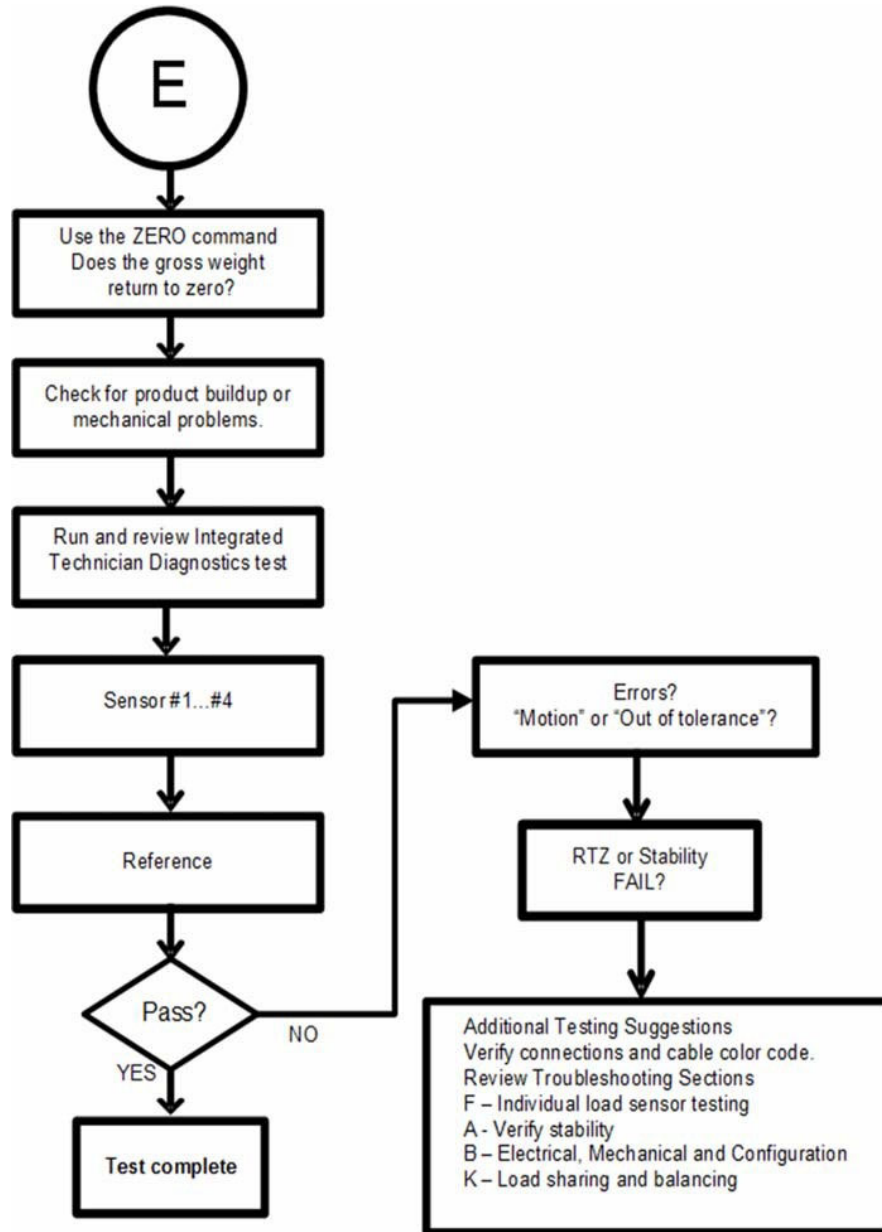 E
Use the ZERO command
Does the gross weight
return to zero?
Check for product buildup or
mechanical problems.
Run and review Integrated
Technician Diagnostics test
Sensor #1...#4
Reference
Pass?
NO
YES
Test complete
Errors?
“Motion” or “Out of tolerance”?
RTZ or Stability
FAIL?
Additional Testing Suggestions
Verify connections and cable color code.
Review Troubleshooting Sections
F – Individual load sensor testing
A - Verify stability
B – Electrical, Mechanical and Configuration
K – Load sharing and balancing